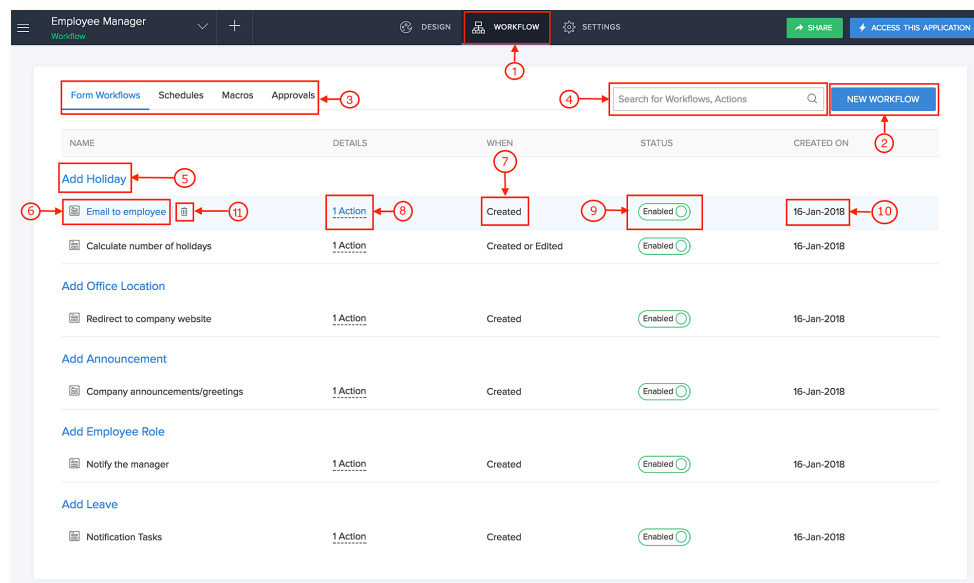 Employee Manager
Workflow
DESIGN
WORKFLOW
SETTINGS
SHARE
ACCESS THIS APPLICATION
1
Form Workflows Schedules Macros Approvals
3
4
Search for Workflows, Actions
NEW WORKFLOW
2
NAME DETAILS WHEN STATUS CREATED ON
7
Add Holiday
5
6
Email to employee
11
1 Action
8
Created
9
Enabled
16-Jan-2018
10
Calculate number of holidays 1 Action Created or Edited Enabled 16-Jan-2018
Add Office Location
Redirect to company website 1 Action Created Enabled 16-Jan-2018
Add Announcement
Company announcements/greetings 1 Action Created Enabled 16-Jan-2018
Add Employee Role
Notify the manager 1 Action Created Enabled 16-Jan-2018
Add Leave
Notification Tasks 1 Action Created Enabled 16-Jan-2018